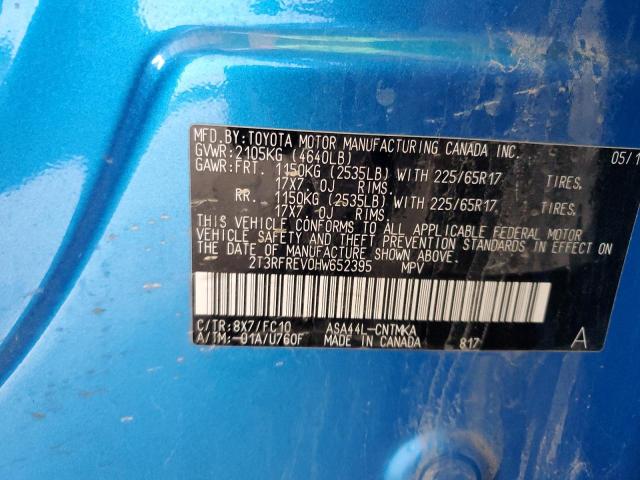 MFD.BY:TOYOTA MOTOR MANUFACTURING CANADA INC. 05/1
GVWR:2105KG (4640LB)
GAWR:FRT. 1150KG (2535LB) WITH 225/65R17 TIRES.
17X7.0J RIMS.
RR. 1150KG (2535LB) WITH 225/65R17 TIRES.
17X7.0J RIMS.
THIS VEHICLE CONFORMS TO ALL APPLICABLE FEDERAL MOTOR
VEHICLE SAFETY AND THEFT PREVENTION STANDARDS IN EFFECT
ON THE DATE OF MANUFACTURE SHOWN ABOVE.
2T3RFREV0HW652395 MPV
C/TR:8X7/FC10 ASA44L-CNTMKA
A/TM:-01A/U760F MADE IN CANADA 817 A